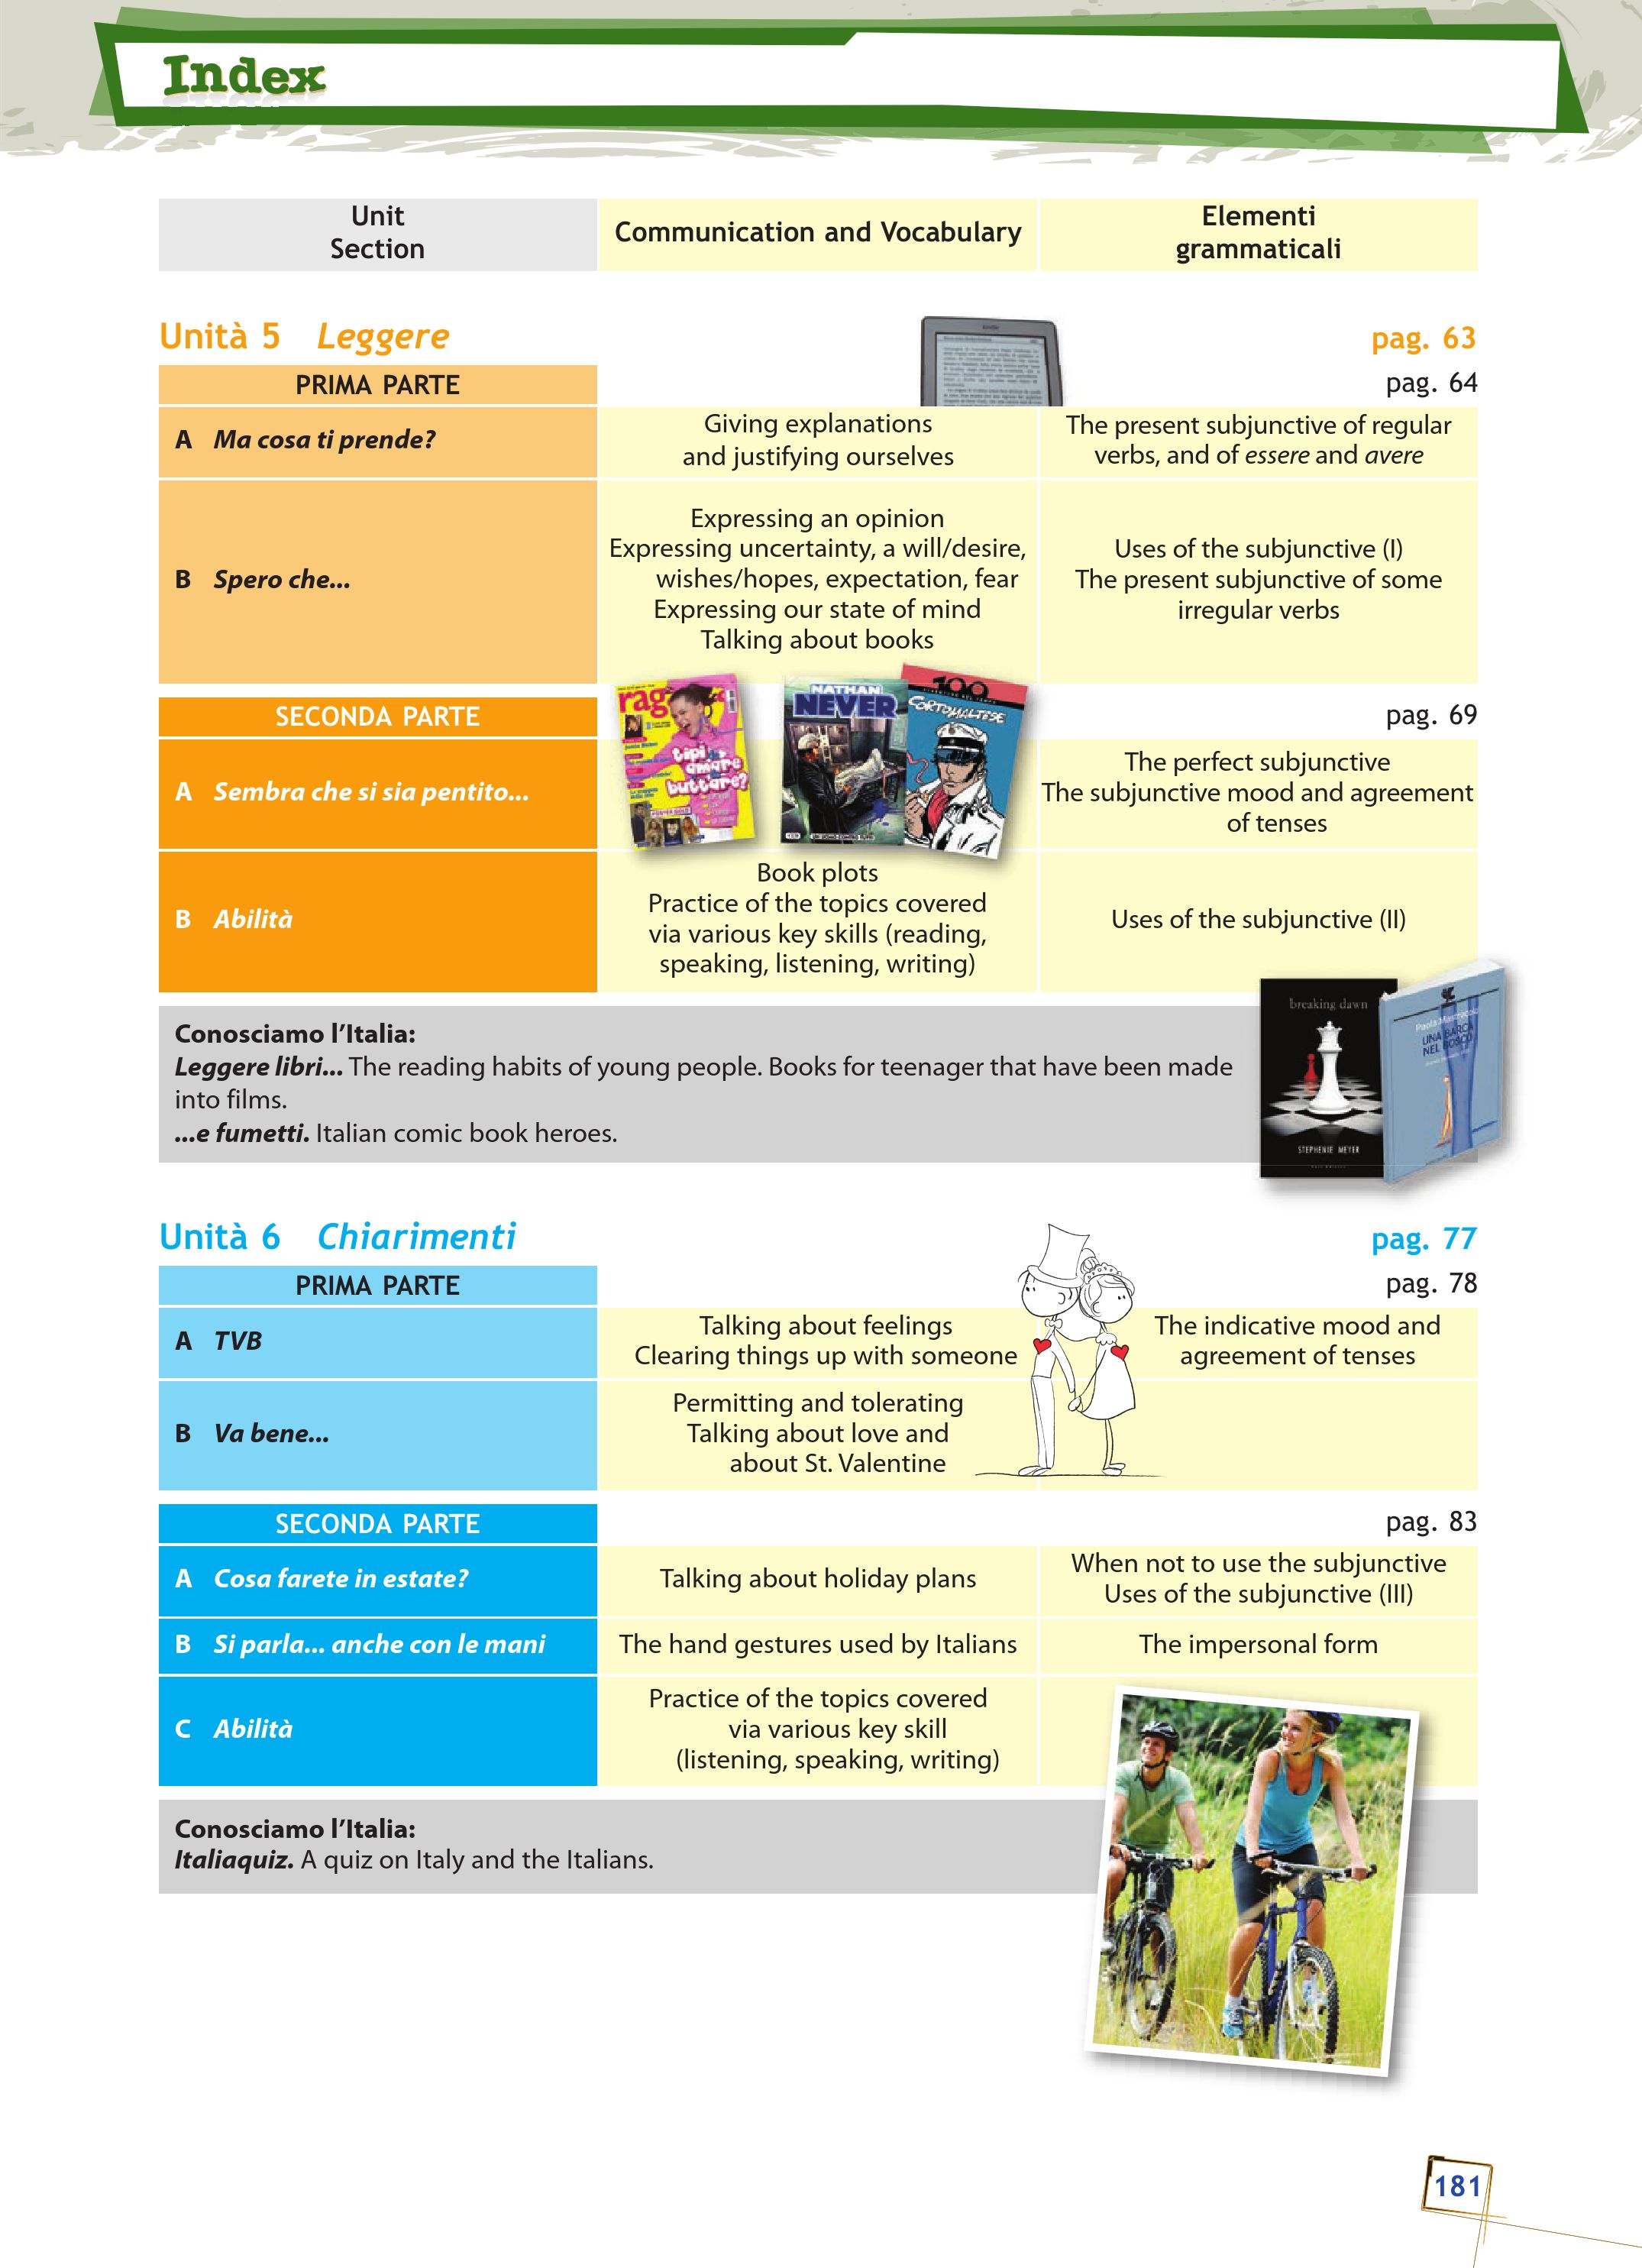 Index
Unit
Section
Communication and Vocabulary
Elementi
grammaticali
Unità 5 Leggere
pag. 63
PRIMA PARTE
pag. 64
A Ma cosa ti prende?
Giving explanations
and justifying ourselves
The present subjunctive of regular
verbs, and of essere and avere
B Spero che...
Expressing an opinion
Expressing uncertainty, a will/desire,
wishes/hopes, expectation, fear
Expressing our state of mind
Talking about books
Uses of the subjunctive (I)
The present subjunctive of some
irregular verbs
SECONDA PARTE
rag
tipi da
amare
buttare?
NATHAN
NEVER
100
CORTO MALTESE
pag. 69
A Sembra che si sia pentito...
The perfect subjunctive
The subjunctive mood and agreement
of tenses
B Abilità
Book plots
Practice of the topics covered
via various key skills (reading,
speaking, listening, writing)
Uses of the subjunctive (II)
Conosciamo l'Italia:
Leggere libri... The reading habits of young people. Books for teenager that have been made
into films.
...e fumetti. Italian comic book heroes.
breaking dawn
STEPHENIE MEYER
Paola Mastrocola
UNA BARCA
NEL BOSCO
Unità 6 Chiarimenti
pag. 77
PRIMA PARTE
pag. 78
A TVB
Talking about feelings
Clearing things up with someone
The indicative mood and
agreement of tenses
B Va bene...
Permitting and tolerating
Talking about love and
about St. Valentine
SECONDA PARTE
pag. 83
A Cosa farete in estate?
Talking about holiday plans
When not to use the subjunctive
Uses of the subjunctive (III)
B Si parla... anche con le mani
The hand gestures used by Italians
The impersonal form
C Abilità
Practice of the topics covered
via various key skill
(listening, speaking, writing)
Conosciamo l'Italia:
Italiaquiz. A quiz on Italy and the Italians.
181